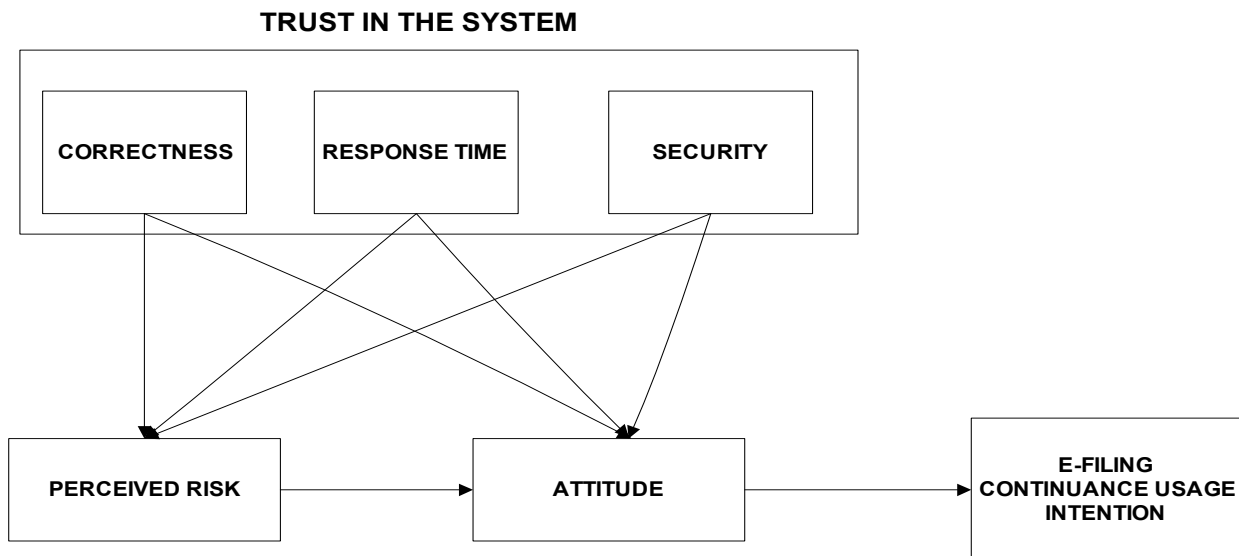 TRUST IN THE SYSTEM
CORRECTNESS
RESPONSE TIME
SECURITY
PERCEIVED RISK
ATTITUDE
E-FILING
CONTINUANCE USAGE
INTENTION